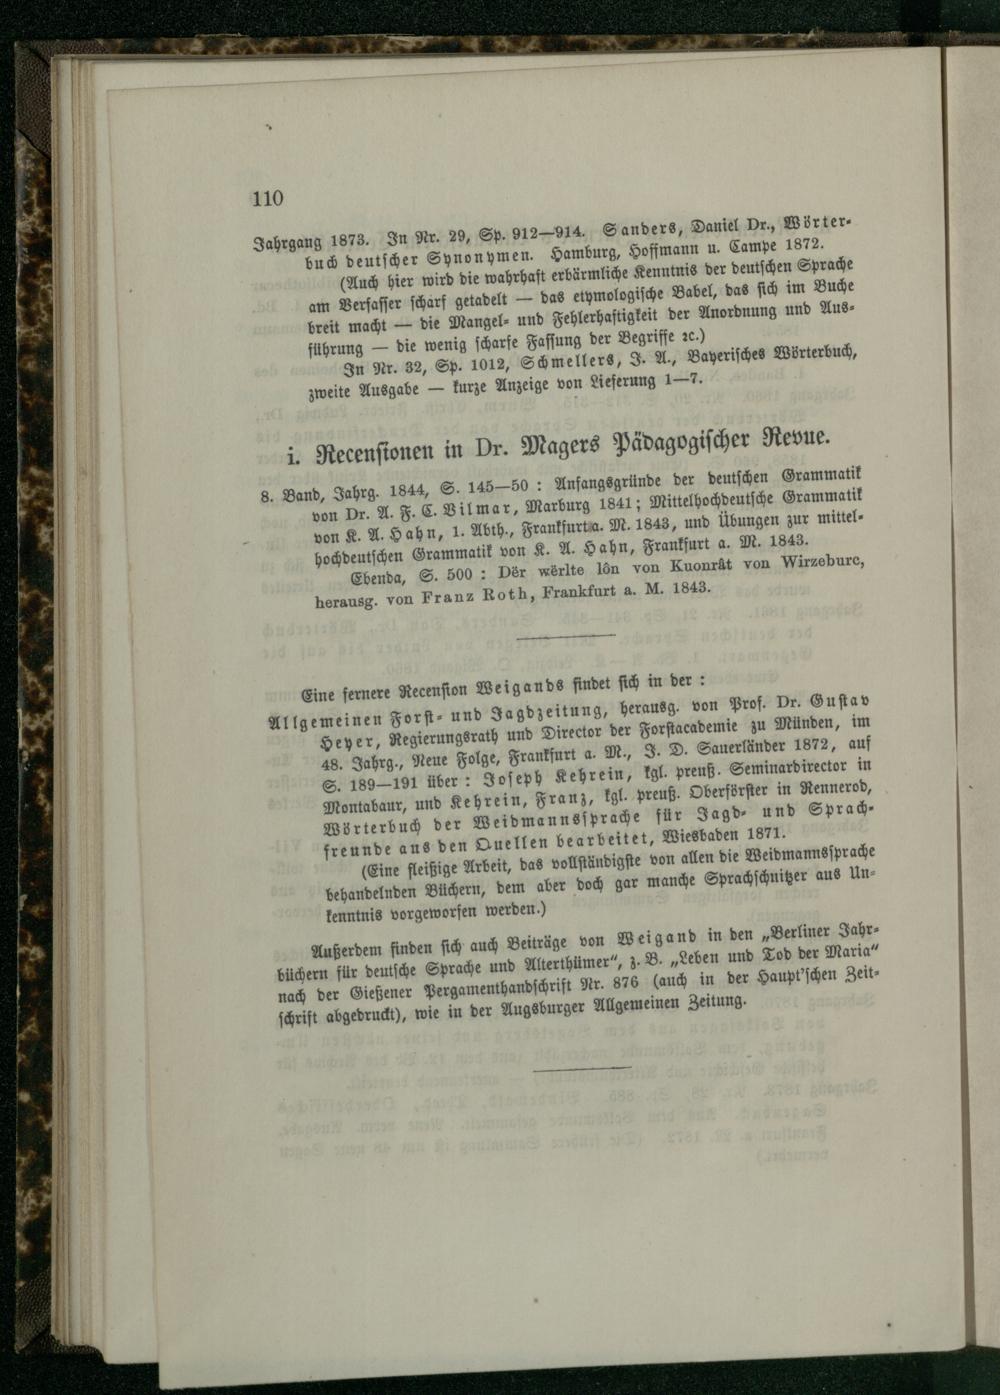 110
Jahrgang 1873. In Nr. 29, Sp. 912—914. Sanders, Daniel Dr., Wörter-
buch deutscher Synonymen. Hamburg, Hoffmann u. Campe 1872.
(Auch hier wird die wahrhaft erbärmliche Kenntnis der deutschen Sprache
am Verfasser scharf getadelt — das etymologische Babel, das sich im Buche
breit macht — die Mangel- und Fehlerhaftigkeit der Anordnung und Aus-
führung — die wenig scharfe Fassung der Begriffe ꝛc.)
In Nr. 32, Sp. 1012, Schmellers, J. A., Bayerisches Wörterbuch,
zweite Ausgabe — kurze Anzeige von Lieferung 1—7.
i. Recensionen in Dr. Magers Pädagogischer Revue.
8. Band, Jahrg. 1844, S. 145—50 : Anfangsgründe der deutschen Grammatik
von Dr. A. F. C. Vilmar, Marburg 1841; Mittelhochdeutsche Grammatik
von K. A. Hahn, 1. Abth., Frankfurt a. M. 1843, und Übungen zur mittel-
hochdeutschen Grammatik von K. A. Hahn, Frankfurt a. M. 1843.
Ebenda, S. 500 : Dër wërlte lôn von Kuonrât von Wirzeburc,
herausg. von Franz Roth, Frankfurt a. M. 1843.
Eine fernere Recension Weigands findet sich in der :
Allgemeinen Forst- und Jagdzeitung, herausg. von Prof. Dr. Gustav
Heyer, Regierungsrath und Director der Forstacademie zu Münden, im
48. Jahrg., Neue Folge, Frankfurt a. M., J. D. Sauerländer 1872, auf
S. 189—191 über : Joseph Kehrein, kgl. preuß. Seminardirector in
Montabaur, und Kehrein, Franz, kgl. preuß. Oberförster in Rennerod,
Wörterbuch der Weidmannssprache für Jagd- und Sprach-
freunde aus den Quellen bearbeitet, Wiesbaden 1871.
(Eine fleißige Arbeit, das vollständigste von allen die Weidmannssprache
behandelnden Büchern, dem aber doch gar manche Sprachschnitzer aus Un-
kenntnis vorgeworfen werden.)
Außerdem finden sich auch Beiträge von Weigand in den „Berliner Jahr-
büchern für deutsche Sprache und Alterthümer“, z. B. „Leben und Tod der Maria“
nach der Gießener Pergamenthandschrift Nr. 876 (auch in der Haupt'schen Zeit-
schrift abgedruckt), wie in der Augsburger Allgemeinen Zeitung.